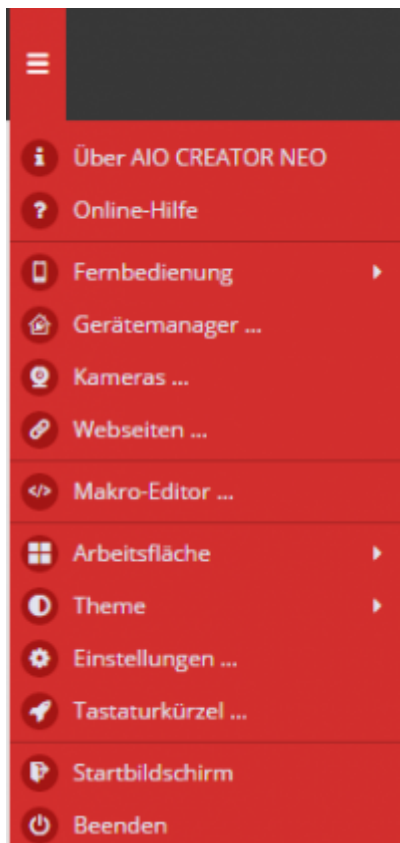 Über AIO CREATOR NEO
Online-Hilfe
Fernbedienung
Gerätemanager ...
Kameras ...
Webseiten ...
Makro-Editor ...
Arbeitsfläche
Theme
Einstellungen ...
Tastaturkürzel ...
Startbildschirm
Beenden